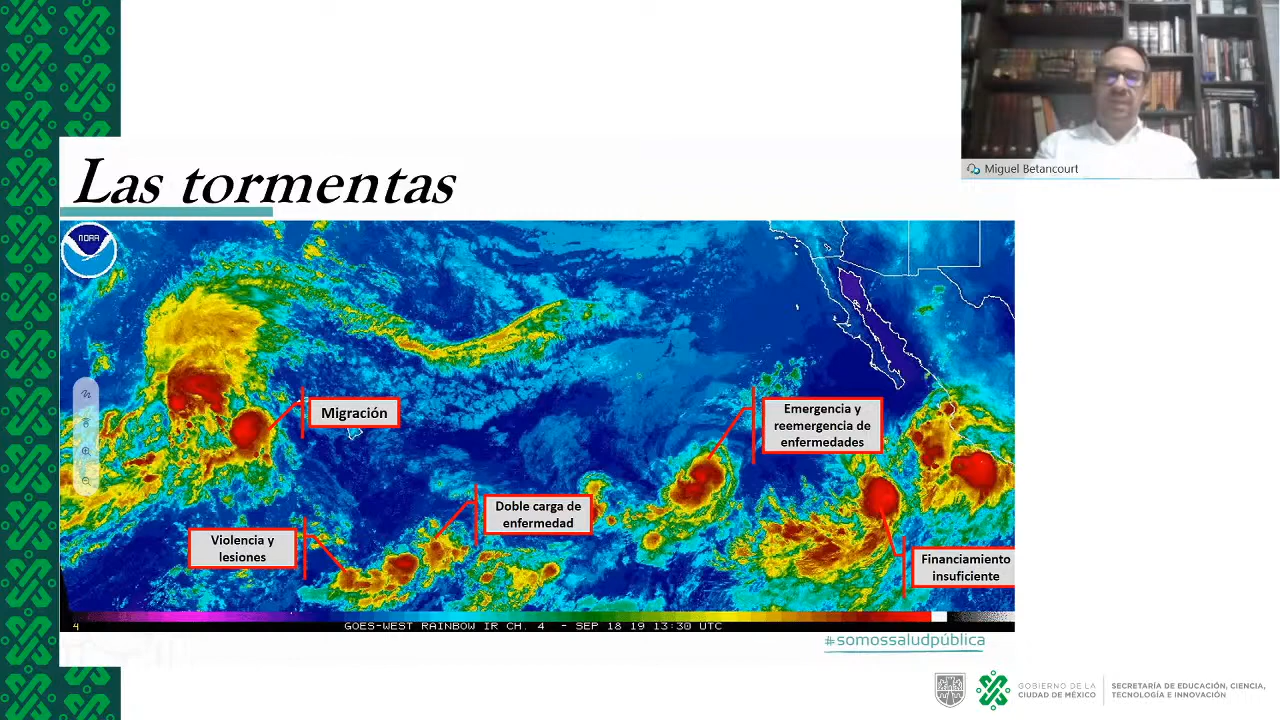 Miguel Betancourt
Las tormentas
NOAA
Migración
Emergencia y
reemergencia de
enfermedades
Doble carga de
enfermedad
Violencia y
lesiones
Financiamiento
insuficiente
4 GOES-WEST RAINBOW IR CH. 4 - SEP 18 19 13:30 UTC
#somossaludpública
GOBIERNO DE LA
CIUDAD DE MÉXICO
SECRETARÍA DE EDUCACIÓN, CIENCIA,
TECNOLOGÍA E INNOVACIÓN